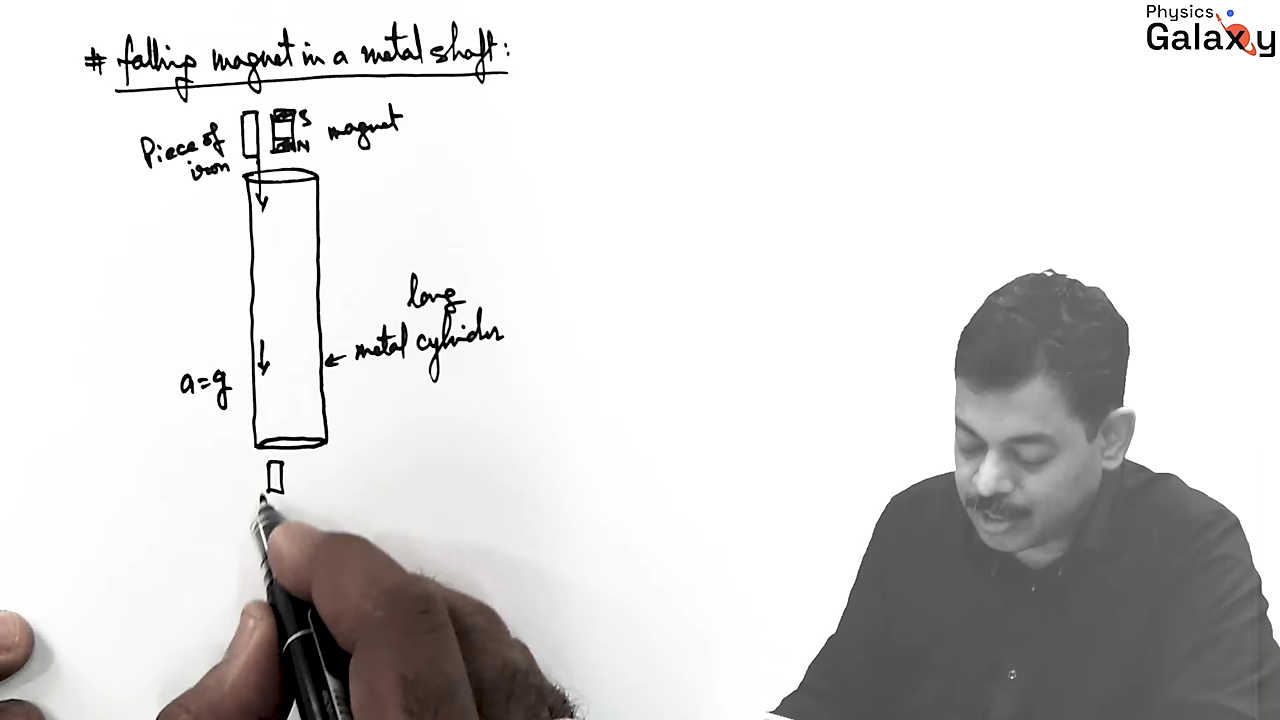 Physics
Galaxy
# falling magnet in a metal shaft:
Piece of
iron
S
N
magnet
long
metal cylinder
a=g